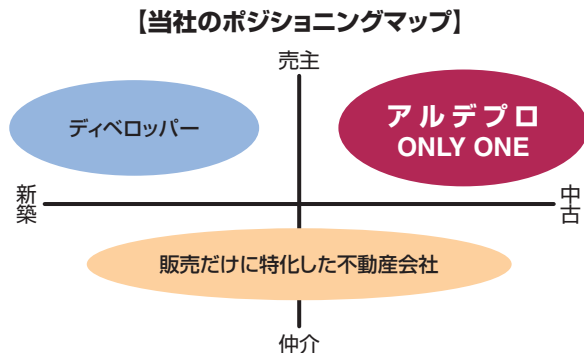 【当社のポジショニングマップ】
売主
ディベロッパー
アルデプロ
ONLY ONE
新築
中古
販売だけに特化した不動産会社
仲介